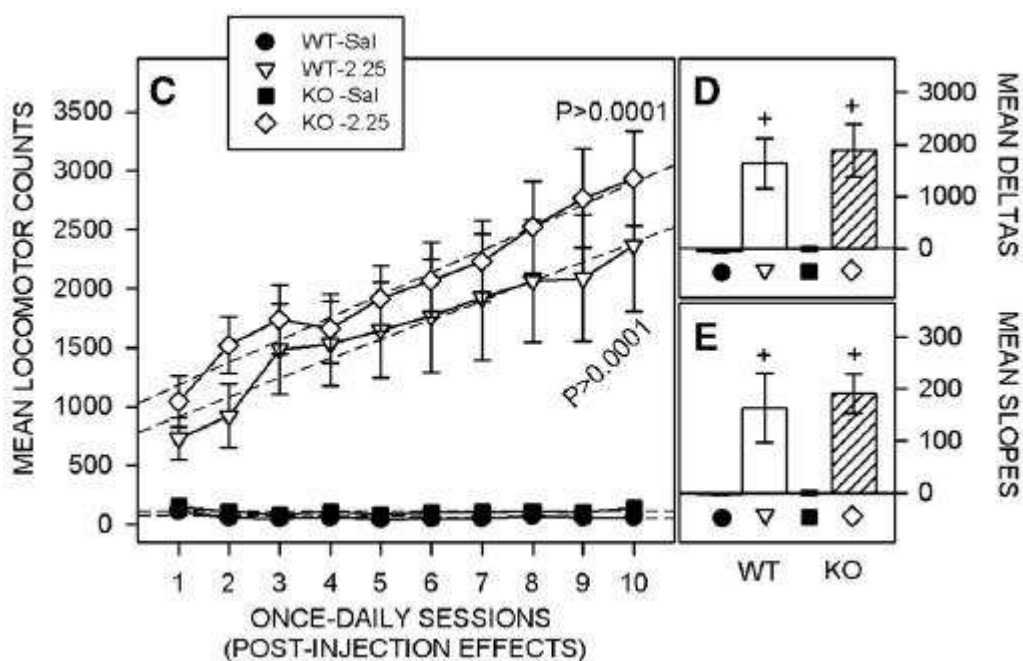 WT-Sal
WT-2.25
KO -Sal
KO -2.25
C
MEAN LOCOMOTOR COUNTS
3500
3000
2500
2000
1500
1000
500
0
P>0.0001
P>0.0001
1 2 3 4 5 6 7 8 9 10
ONCE-DAILY SESSIONS
(POST-INJECTION EFFECTS)
D
+ +
3000
2000
1000
0
MEAN DELTAS
E
+ +
300
200
100
0
MEAN SLOPES
WT KO